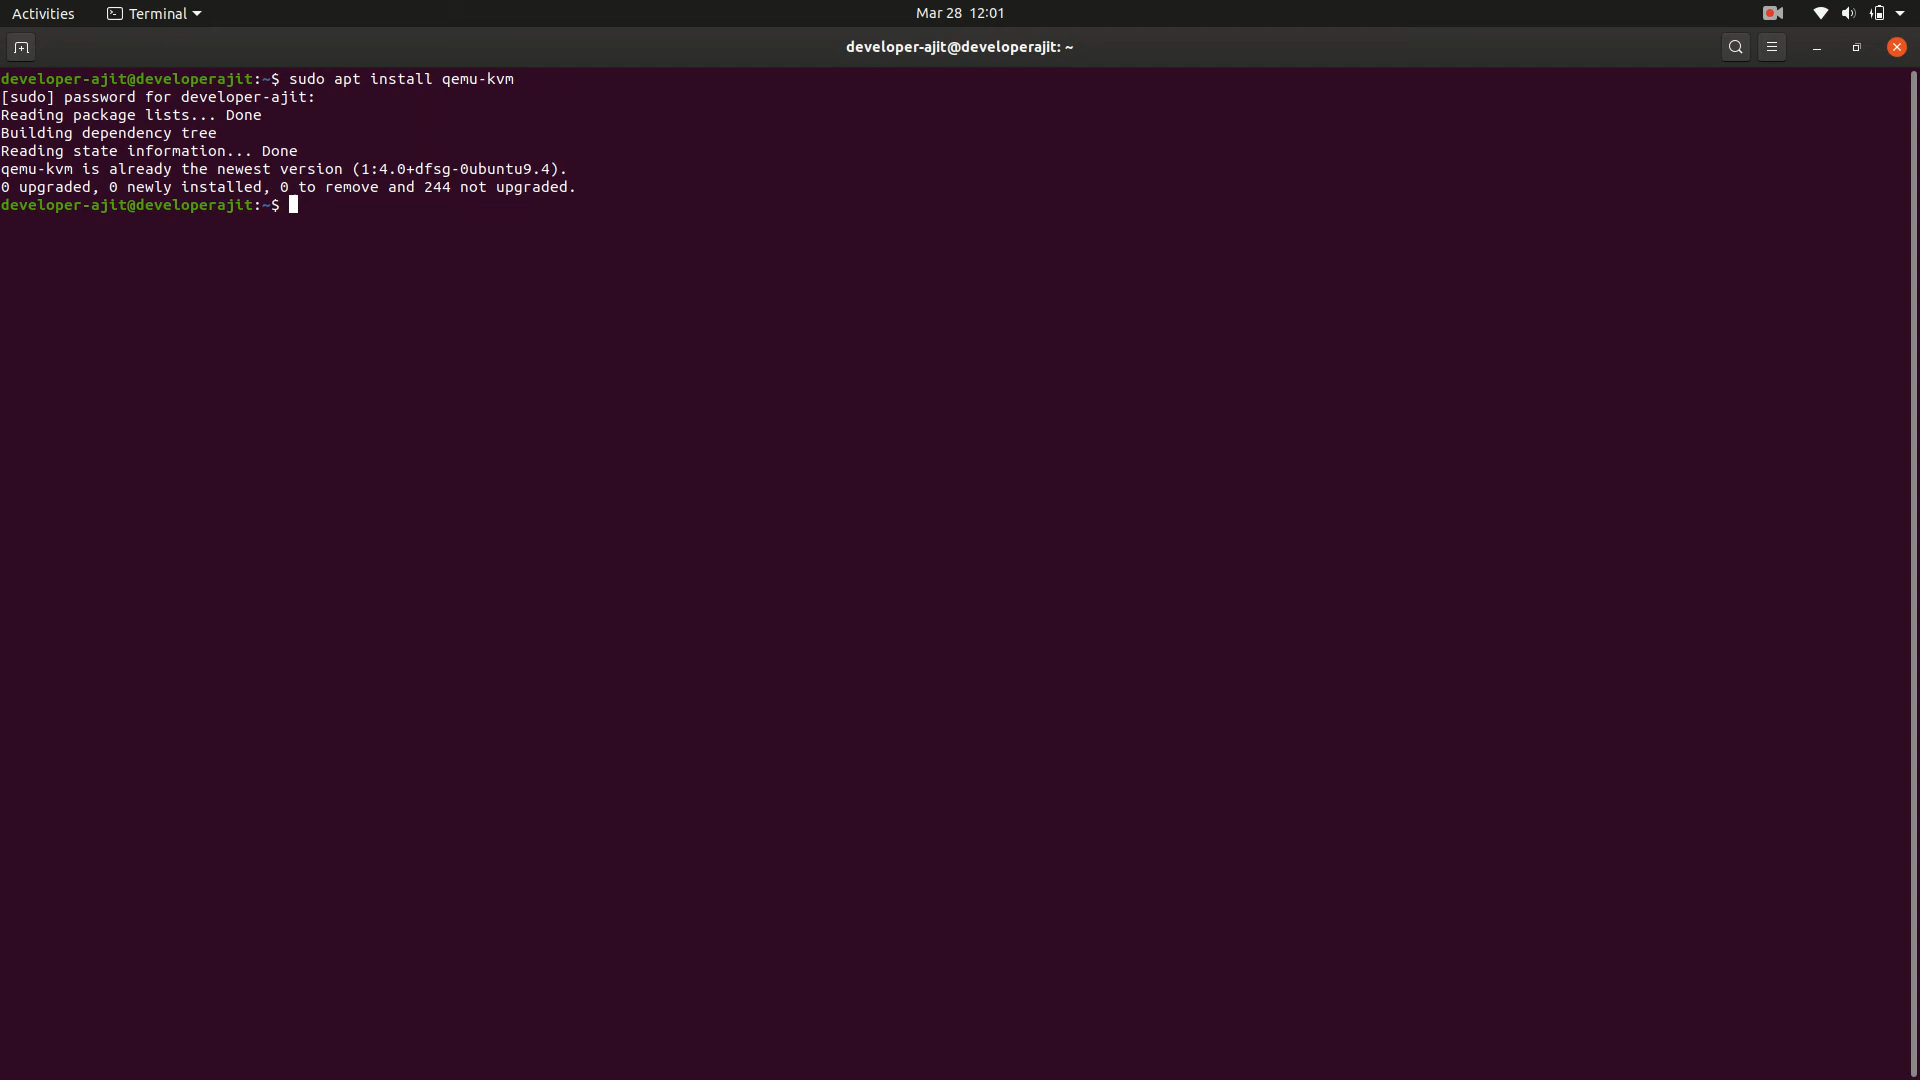 Activities
Terminal
Mar 28 12:01
developer-ajit@developerajit: ~
developer-ajit@developerajit:~$ sudo apt install qemu-kvm
[sudo] password for developer-ajit:
Reading package lists... Done
Building dependency tree
Reading state information... Done
qemu-kvm is already the newest version (1:4.0+dfsg-0ubuntu9.4).
0 upgraded, 0 newly installed, 0 to remove and 244 not upgraded.
developer-ajit@developerajit:~$